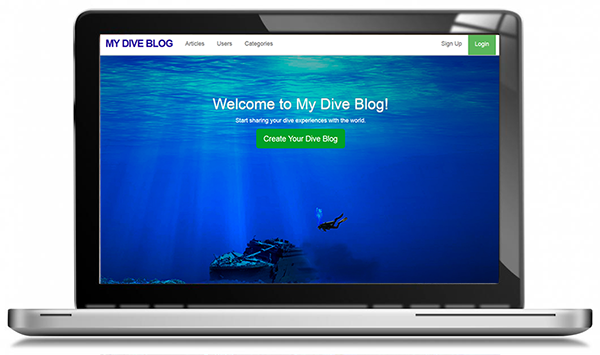 MY DIVE BLOG Articles Users Categories Sign Up Login
Welcome to My Dive Blog!
Start sharing your dive experiences with the world.
Create Your Dive Blog